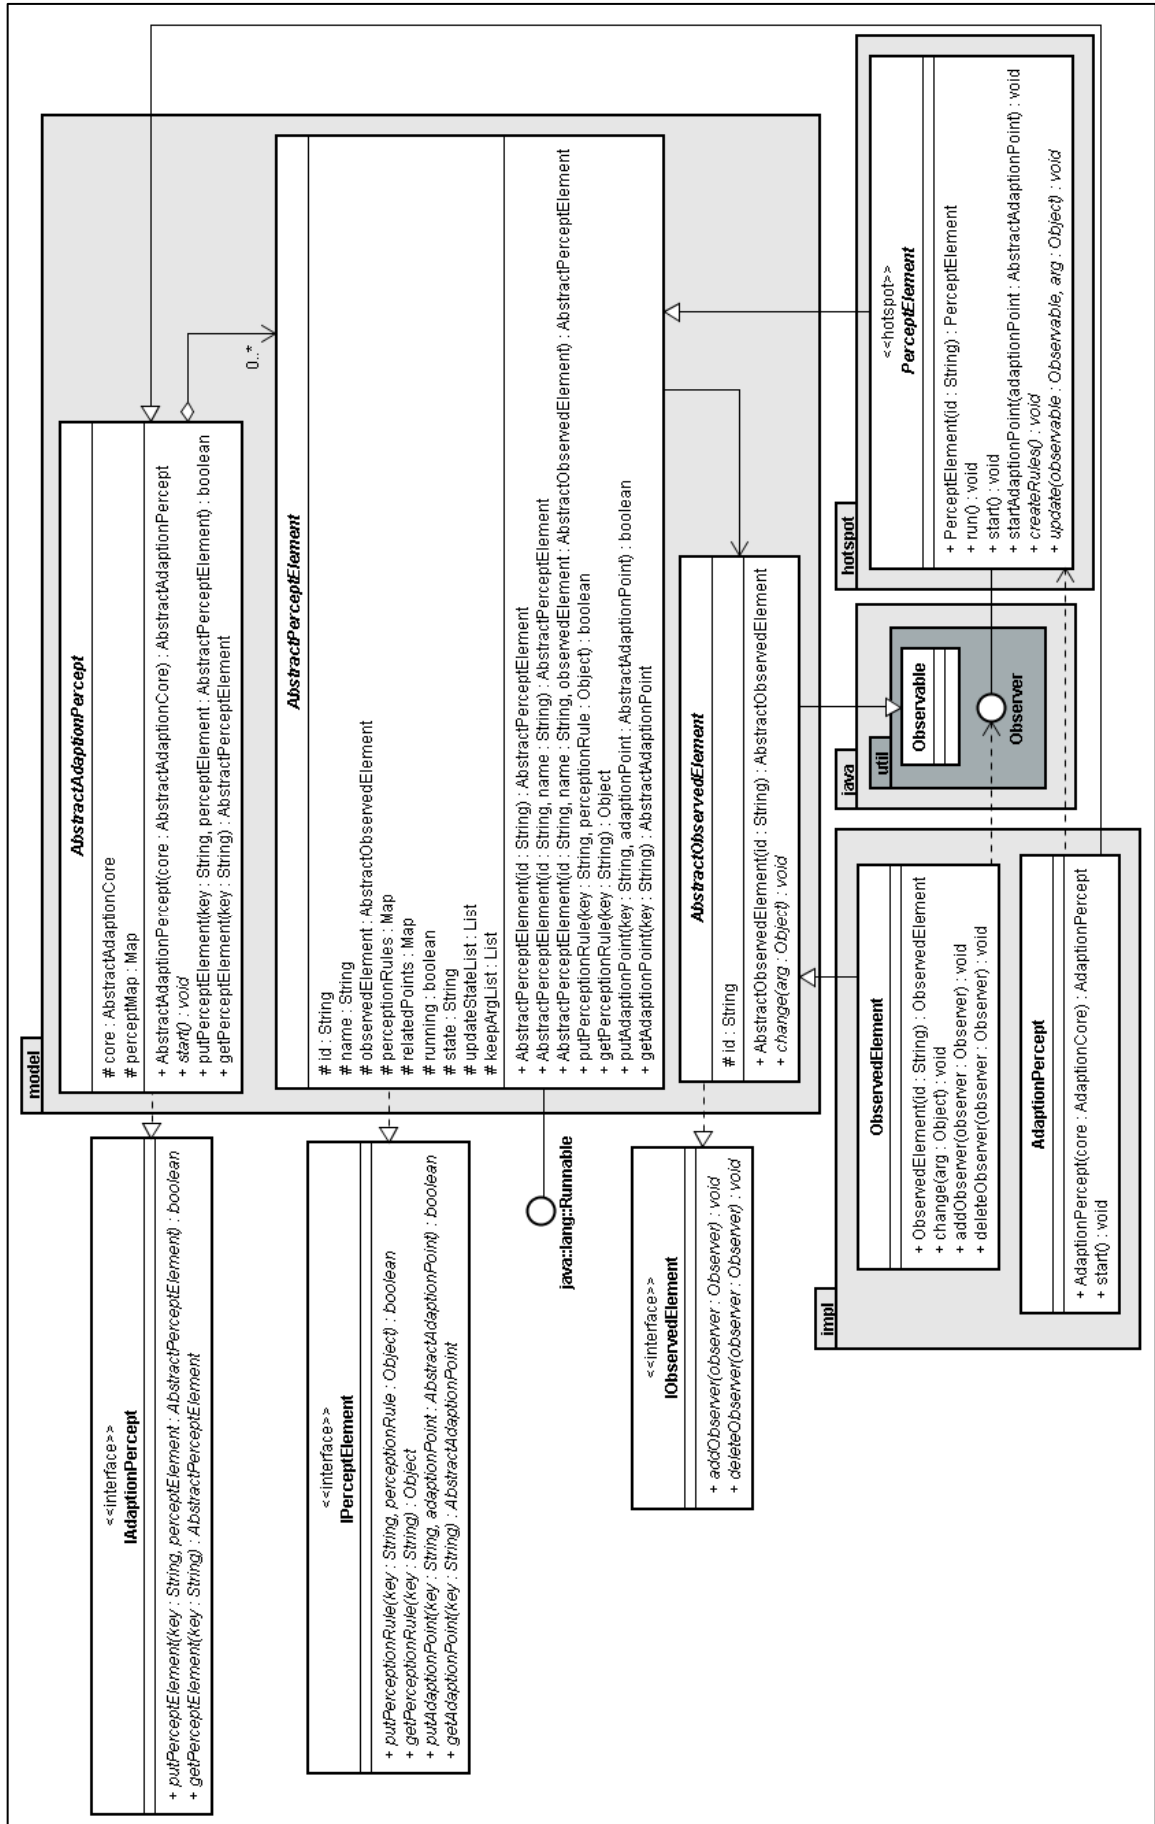 <<interface>>
IAdaptionPercept
+ putPerceptElement(key : String, perceptElement : AbstractPerceptElement) : boolean
+ getPerceptElement(key : String) : AbstractPerceptElement
model
AbstractAdaptionPercept
# core : AbstractAdaptionCore
# perceptMap : Map
+ AbstractAdaptionPercept(core : AbstractAdaptionCore) : AbstractAdaptionPercept
+ start() : void
+ putPerceptElement(key : String, perceptElement : AbstractPerceptElement) : boolean
+ getPerceptElement(key : String) : AbstractPerceptElement
0..*
<<interface>>
IPerceptElement
+ putPerceptionRule(key : String, perceptionRule : Object) : boolean
+ getPerceptionRule(key : String) : Object
+ putAdaptionPoint(key : String, adaptionPoint : AbstractAdaptionPoint) : boolean
+ getAdaptionPoint(key : String) : AbstractAdaptionPoint
AbstractPerceptElement
# id : String
# name : String
# observedElement : AbstractObservedElement
# perceptionRules : Map
# relatedPoints : Map
# running : boolean
# state : String
# updateStateList : List
# keepArgList : List
+ AbstractPerceptElement(id : String) : AbstractPerceptElement
+ AbstractPerceptElement(id : String, name : String) : AbstractPerceptElement
+ AbstractPerceptElement(id : String, name : String, observedElement : AbstractObservedElement) : AbstractPerceptElement
+ putPerceptionRule(key : String, perceptionRule : Object) : boolean
+ getPerceptionRule(key : String) : Object
+ putAdaptionPoint(key : String, adaptionPoint : AbstractAdaptionPoint) : boolean
+ getAdaptionPoint(key : String) : AbstractAdaptionPoint
java::lang::Runnable
<<interface>>
IObservedElement
+ addObserver(observer : Observer) : void
+ deleteObserver(observer : Observer) : void
AbstractObservedElement
# id : String
+ AbstractObservedElement(id : String) : AbstractObservedElement
+ change(arg : Object) : void
impl
ObservedElement
+ ObservedElement(id : String) : ObservedElement
+ change(arg : Object) : void
+ addObserver(observer : Observer) : void
+ deleteObserver(observer : Observer) : void
AdaptionPercept
+ AdaptionPercept(core : AdaptionCore) : AdaptionPercept
+ start() : void
java
util
Observable
Observer
hotspot
<<hotspot>>
PerceptElement
+ PerceptElement(id : String) : PerceptElement
+ run() : void
+ start() : void
+ startAdaptionPoint(adaptionPoint : AbstractAdaptionPoint) : void
+ createRules() : void
+ update(observable : Observable, arg : Object) : void